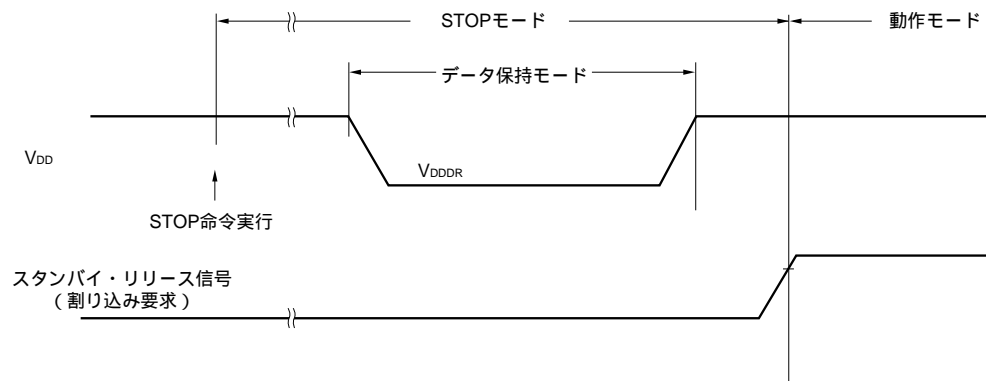 STOPモード
動作モード
データ保持モード
VDD
VDDDR
STOP命令実行
スタンバイ・リリース信号
(割り込み要求)